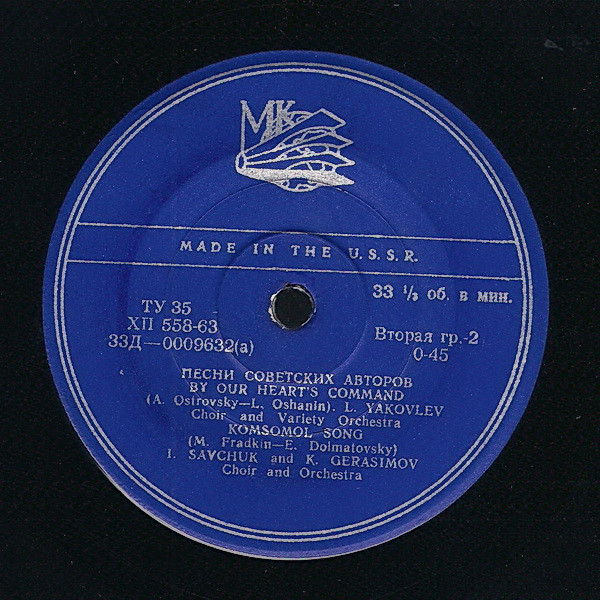 МК
MADE IN THE U.S.S.R.
33 ⅓ об. в мин.
ТУ 35
ХП 558-63
33Д—0009632(а)
Вторая гр.-2
0-45
ПЕСНИ СОВЕТСКИХ АВТОРОВ
BY OUR HEART'S COMMAND
(A. Ostrovsky—L. Oshanin). L. YAKOVLEV
Choir and Variety Orchestra
KOMSOMOL SONG
(M. Fradkin—E. Dolmatovsky)
I. SAVCHUK and K. GERASIMOV
Choir and Orchestra